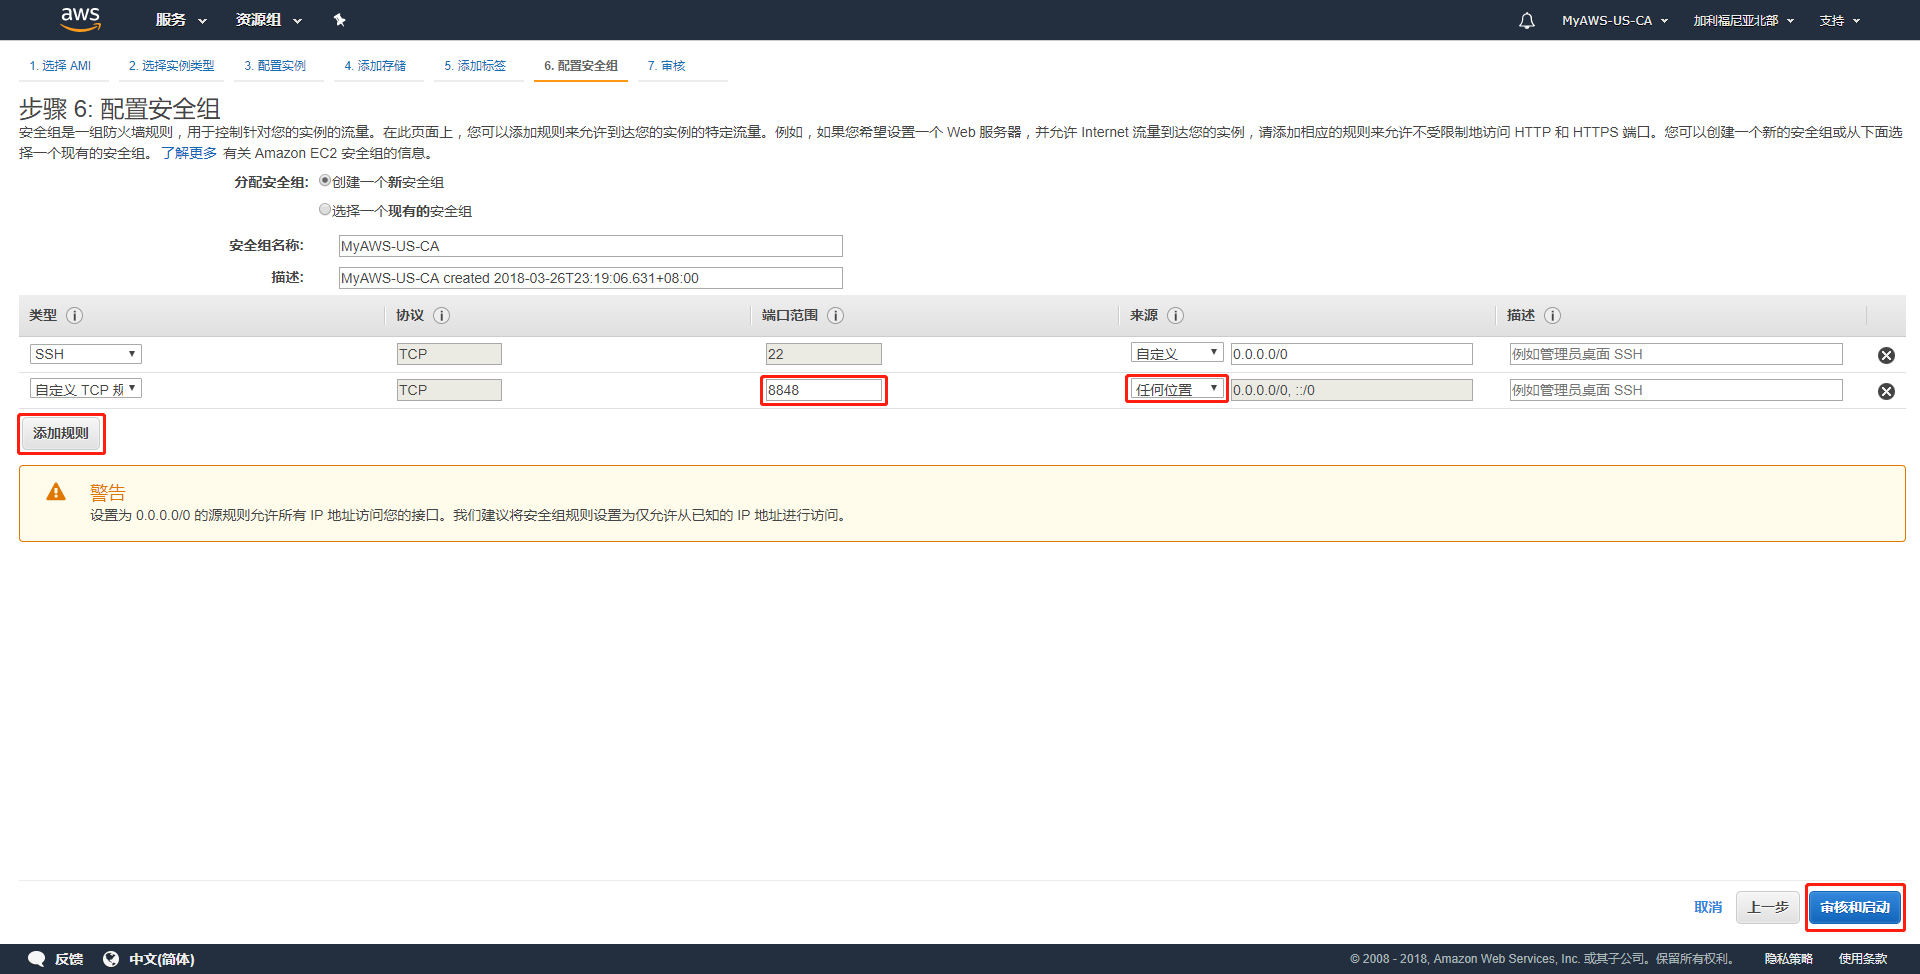 aws 服务 资源组 MyAWS-US-CA 加利福尼亚北部 支持
1. 选择 AMI 2. 选择实例类型 3. 配置实例 4. 添加存储 5. 添加标签 6. 配置安全组 7. 审核
步骤 6: 配置安全组
安全组是一组防火墙规则，用于控制针对您的实例的流量。在此页面上，您可以添加规则来允许到达您的实例的特定流量。例如，如果您希望设置一个 Web 服务器，并允许 Internet 流量到达您的实例，请添加相应的规则来允许不受限制地访问 HTTP 和 HTTPS 端口。您可以创建一个新的安全组或从下面选
择一个现有的安全组。 了解更多 有关 Amazon EC2 安全组的信息。
分配安全组: 创建一个新安全组
选择一个现有的安全组
安全组名称: MyAWS-US-CA
描述: MyAWS-US-CA created 2018-03-26T23:19:06.631+08:00
类型 i 协议 i 端口范围 i 来源 i 描述 i
SSH TCP 22 自定义 0.0.0.0/0 例如管理员桌面 SSH
自定义 TCP 规 TCP 8848 任何位置 0.0.0.0/0, ::/0 例如管理员桌面 SSH
添加规则
警告
设置为 0.0.0.0/0 的源规则允许所有 IP 地址访问您的接口。我们建议将安全组规则设置为仅允许从已知的 IP 地址进行访问。
取消 上一步 审核和启动
反馈 中文(简体) © 2008 - 2018, Amazon Web Services, Inc. 或其子公司。保留所有权利。 隐私策略 使用条款